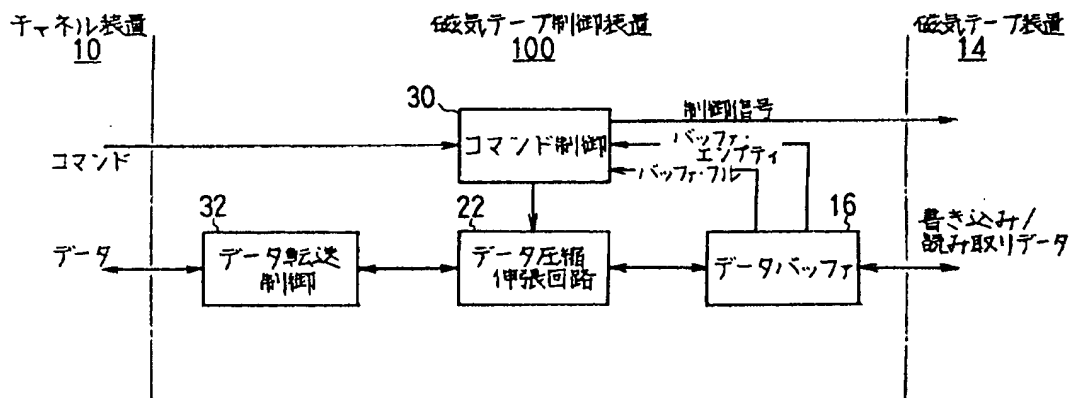 チャネル装置
10
磁気テープ制御装置
100
磁気テープ装置
14
30
コマンド制御
制御信号
バッファ・
エンプティ
バッファ・フル
コマンド
32
22
16
データ
データ転送
制御
データ圧縮
伸張回路
データバッファ
書き込み/
読み取りデータ